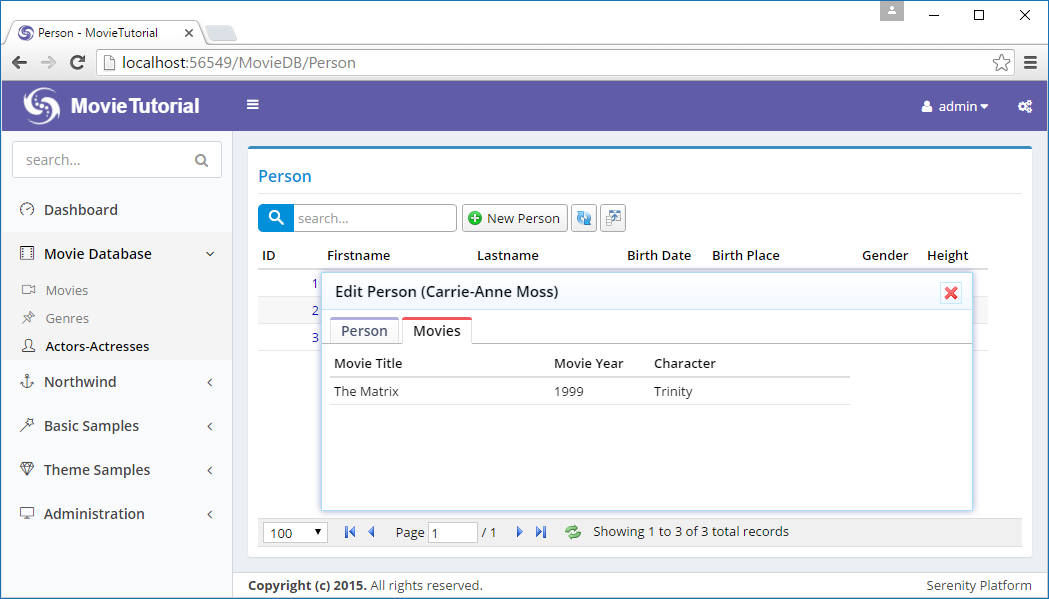 Person - MovieTutorial
localhost:56549/MovieDB/Person
MovieTutorial
admin
search...
Dashboard
Movie Database
Movies
Genres
Actors-Actresses
Northwind
Basic Samples
Theme Samples
Administration
Person
search...
New Person
ID Firstname Lastname Birth Date Birth Place Gender Height
1
2
3
Edit Person (Carrie-Anne Moss)
Person Movies
Movie Title Movie Year Character
The Matrix 1999 Trinity
100 Page 1 / 1 Showing 1 to 3 of 3 total records
Copyright (c) 2015. All rights reserved. Serenity Platform